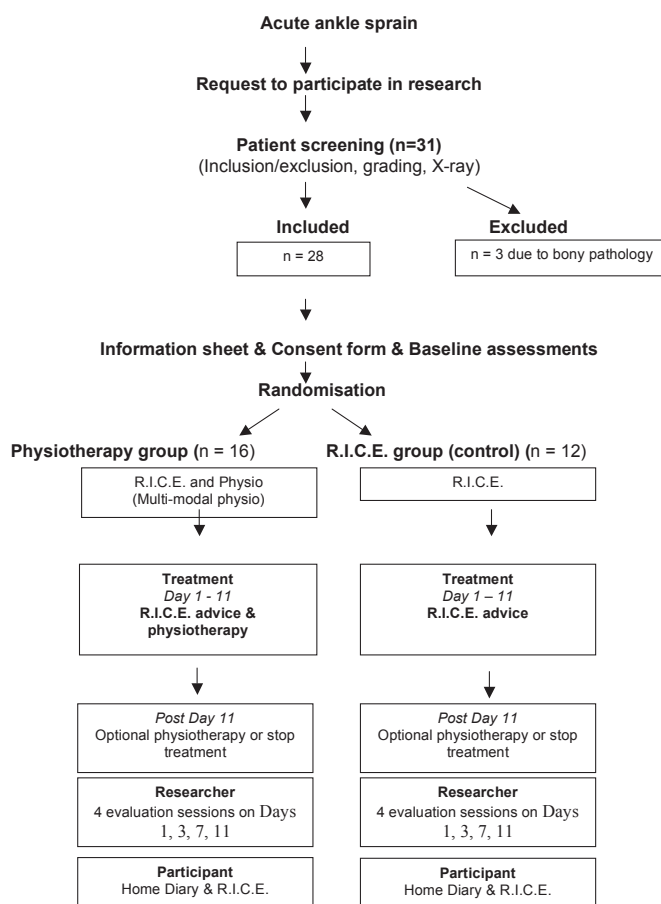 Acute ankle sprain
Request to participate in research
Patient screening (n=31)
(Inclusion/exclusion, grading, X-ray)
Included
Excluded
n = 28
n = 3 due to bony pathology
Information sheet & Consent form & Baseline assessments
Randomisation
Physiotherapy group (n = 16)
R.I.C.E. group (control) (n = 12)
R.I.C.E. and Physio
(Multi-modal physio)
R.I.C.E.
Treatment
Day 1 - 11
R.I.C.E. advice &
physiotherapy
Treatment
Day 1 – 11
R.I.C.E. advice
Post Day 11
Optional physiotherapy or stop
treatment
Post Day 11
Optional physiotherapy or stop
treatment
Researcher
4 evaluation sessions on Days
1, 3, 7, 11
Researcher
4 evaluation sessions on Days
1, 3, 7, 11
Participant
Home Diary & R.I.C.E.
Participant
Home Diary & R.I.C.E.